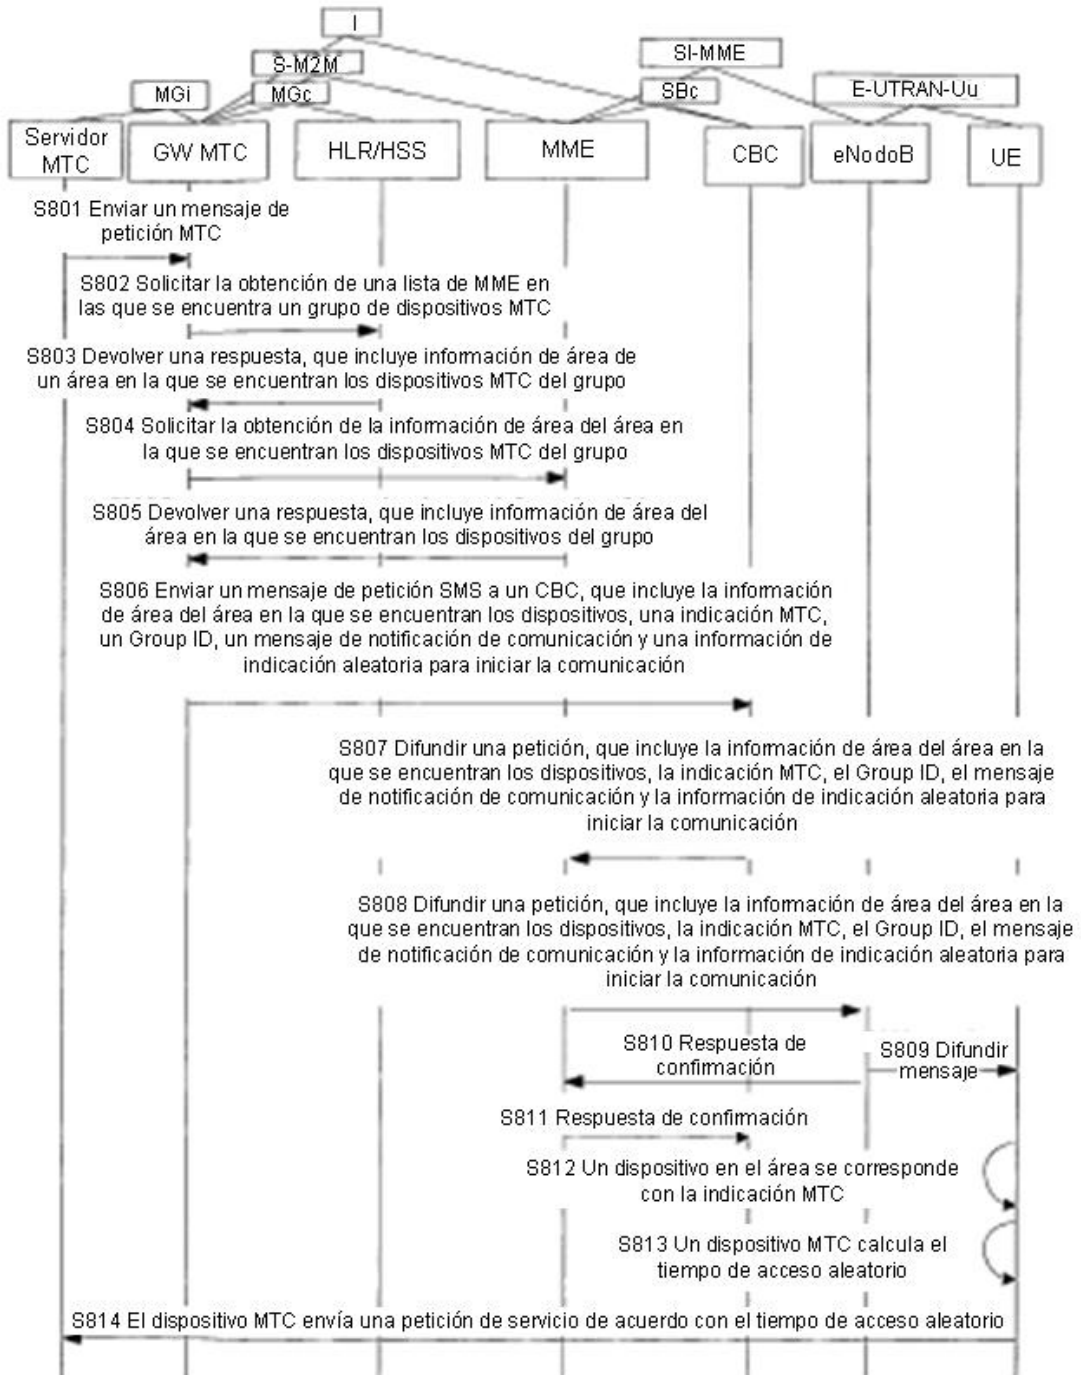 I
S-M2M
SI-MME
MGi
MGc
SBc
E-UTRAN-Uu
Servidor
MTC
GW MTC
HLR/HSS
MME
CBC
eNodoB
UE
S801 Enviar un mensaje de
petición MTC
S802 Solicitar la obtención de una lista de MME en
las que se encuentra un grupo de dispositivos MTC
S803 Devolver una respuesta, que incluye información de área de
un área en la que se encuentran los dispositivos MTC del grupo
S804 Solicitar la obtención de la información de área del área en
la que se encuentran los dispositivos MTC del grupo
S805 Devolver una respuesta, que incluye información de área del
área en la que se encuentran los dispositivos del grupo
S806 Enviar un mensaje de petición SMS a un CBC, que incluye la información
de área del área en la que se encuentran los dispositivos, una indicación MTC,
un Group ID, un mensaje de notificación de comunicación y una información de
indicación aleatoria para iniciar la comunicación
S807 Difundir una petición, que incluye la información de área del área en la
que se encuentran los dispositivos, la indicación MTC, el Group ID, el mensaje
de notificación de comunicación y la información de indicación aleatoria para
iniciar la comunicación
S808 Difundir una petición, que incluye la información de área del área en la
que se encuentran los dispositivos, la indicación MTC, el Group ID, el mensaje
de notificación de comunicación y la información de indicación aleatoria para
iniciar la comunicación
S810 Respuesta de
confirmación
S809 Difundir
mensaje
S811 Respuesta de confirmación
S812 Un dispositivo en el área se corresponde
con la indicación MTC
S813 Un dispositivo MTC calcula el
tiempo de acceso aleatorio
S814 El dispositivo MTC envía una petición de servicio de acuerdo con el tiempo de acceso aleatorio